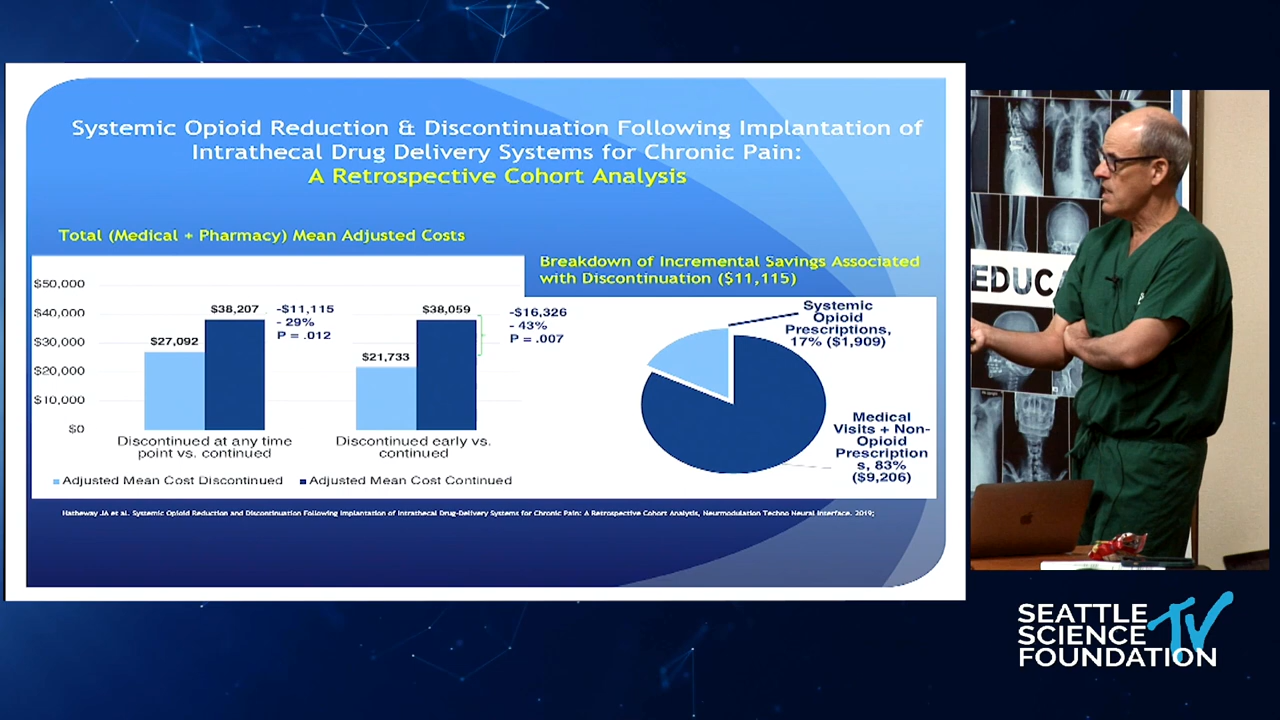 Systemic Opioid Reduction & Discontinuation Following Implantation of
Intrathecal Drug Delivery Systems for Chronic Pain:
A Retrospective Cohort Analysis
Total (Medical + Pharmacy) Mean Adjusted Costs
$50,000
$40,000
$30,000
$20,000
$10,000
$0
$27,092
$38,207
-$11,115
- 29%
P = .012
$21,733
$38,059
-$16,326
- 43%
P = .007
Discontinued at any time
point vs. continued
Discontinued early vs.
continued
Adjusted Mean Cost Discontinued
Adjusted Mean Cost Continued
Breakdown of Incremental Savings Associated
with Discontinuation ($11,115)
Systemic
Opioid
Prescriptions,
17% ($1,909)
Medical
Visits + Non-
Opioid
Prescription
s, 83%
($9,206)
Hatheway JA et al. Systemic Opioid Reduction and Discontinuation Following Implantation of Intrathecal Drug-Delivery Systems for Chronic Pain: A Retrospective Cohort Analysis, Neurmodulation Techno Neural Interface. 2019;
EDUCA
SEATTLE
SCIENCE
FOUNDATION
TV